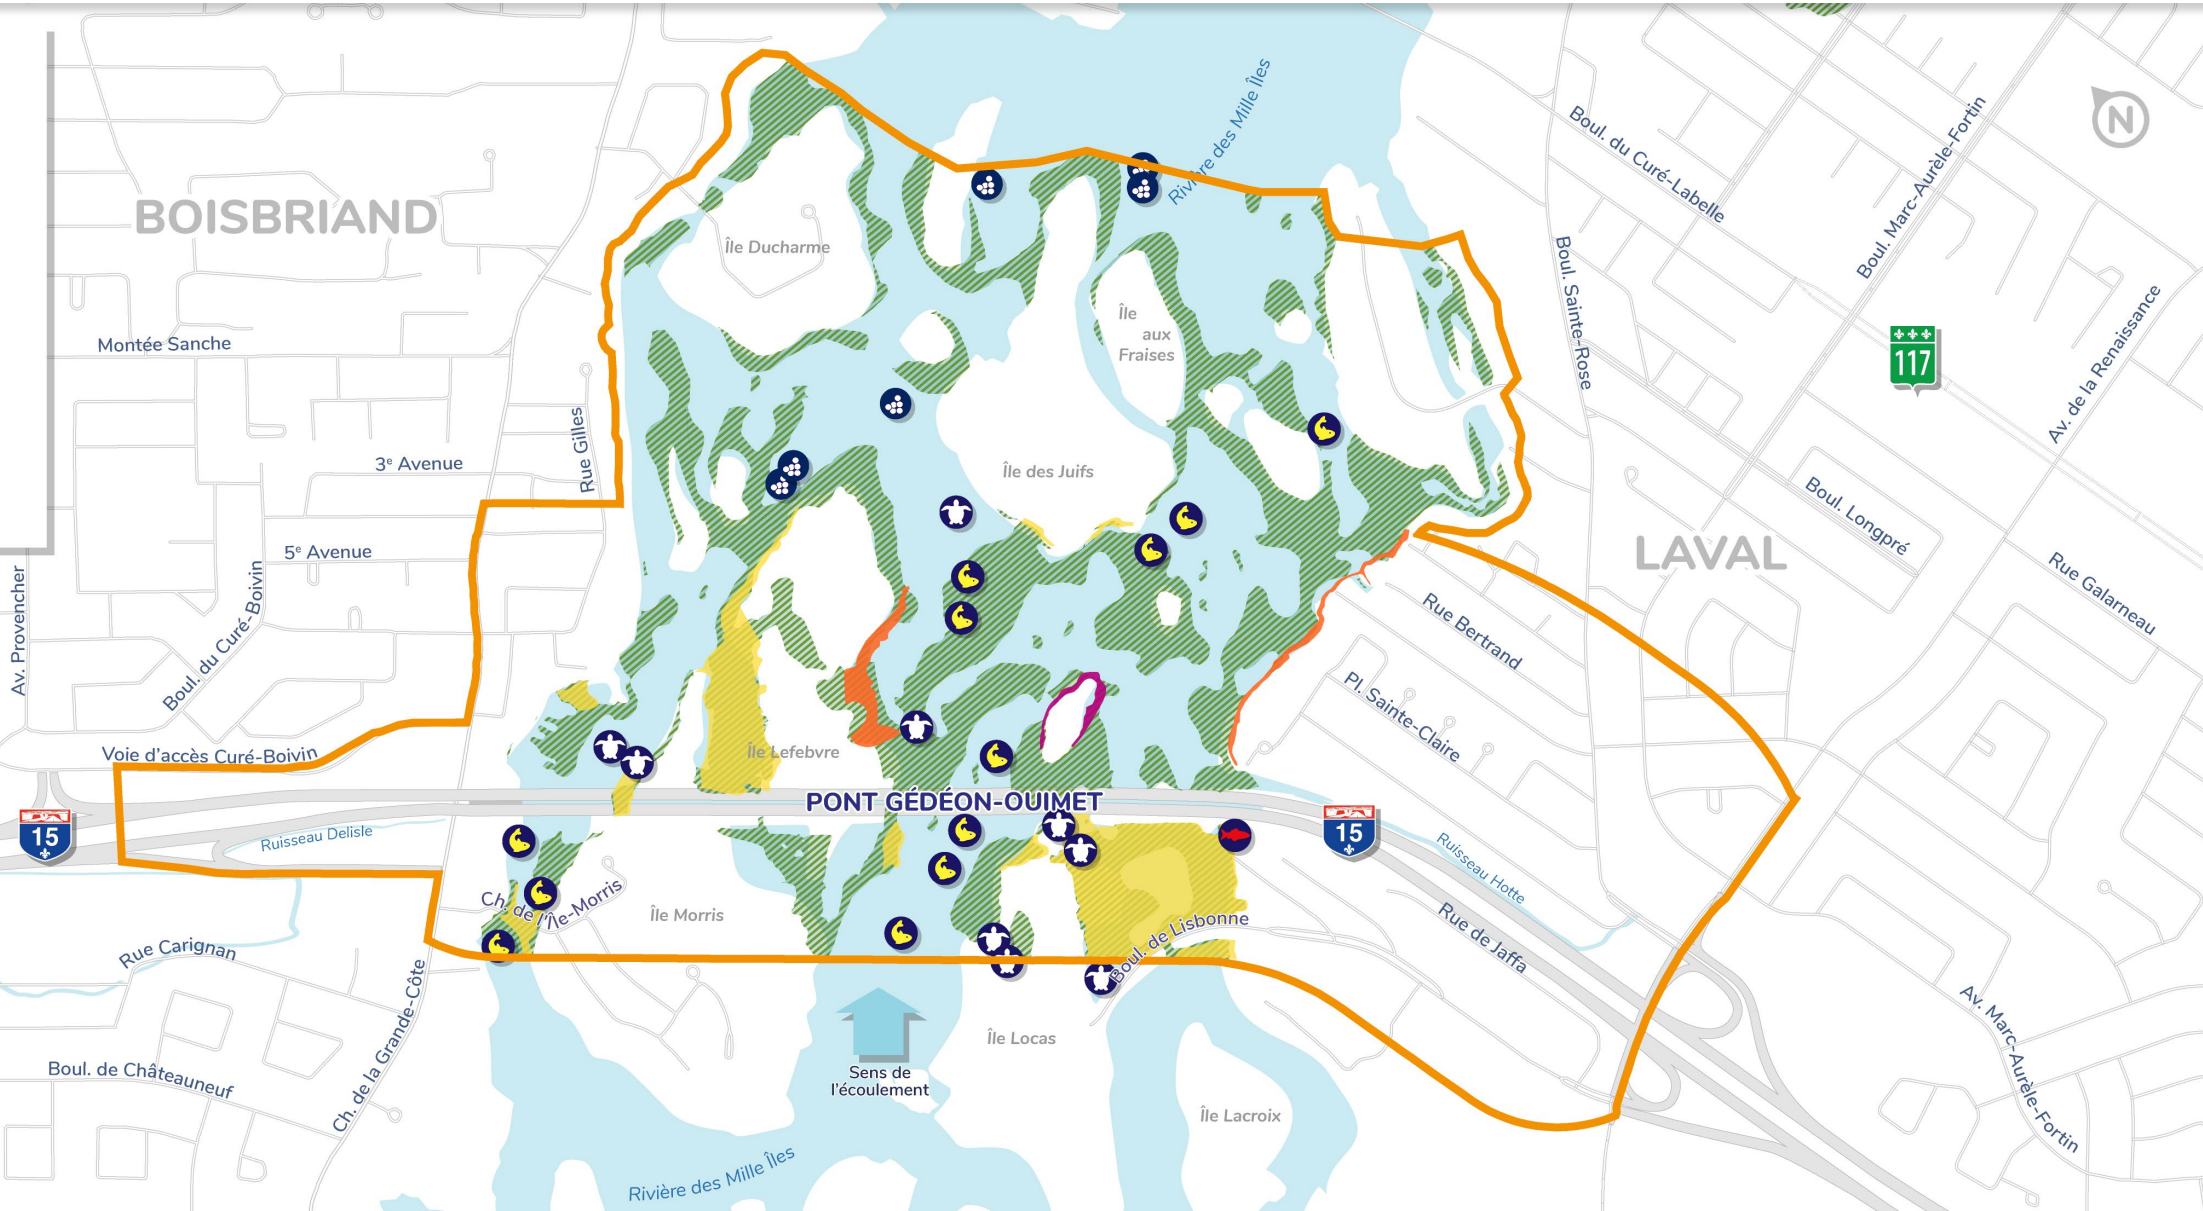 Rivière des Mille Îles
Boul. du Curé-Labelle
Boul. Marc-Aurèle-Fortin
N
BOISBRIAND
Île Ducharme
Boul. Sainte-Rose
Île
aux
Fraises
Montée Sanche
117
Av. de la Renaissance
Rue Gilles
3e Avenue
Île des Juifs
Boul. Longpré
5e Avenue
LAVAL
Av. Provencher
Boul. du Curé-Boivin
Rue Galarneau
Rue Bertrand
Pl. Sainte-Claire
Voie d'accès Curé-Boivin
Île Lefebvre
PONT GÉDÉON-OUIMET
15
Ruisseau Delisle
15
Ruisseau Hotte
Ch. de l'Île-Morris
Île Morris
Boul. de Lisbonne
Rue de Jaffa
Rue Carignan
Ch. de la Grande-Côte
Île Locas
Av. Marc-Aurèle-Fortin
Sens de
l'écoulement
Boul. de Châteauneuf
Île Lacroix
Rivière des Mille Îles